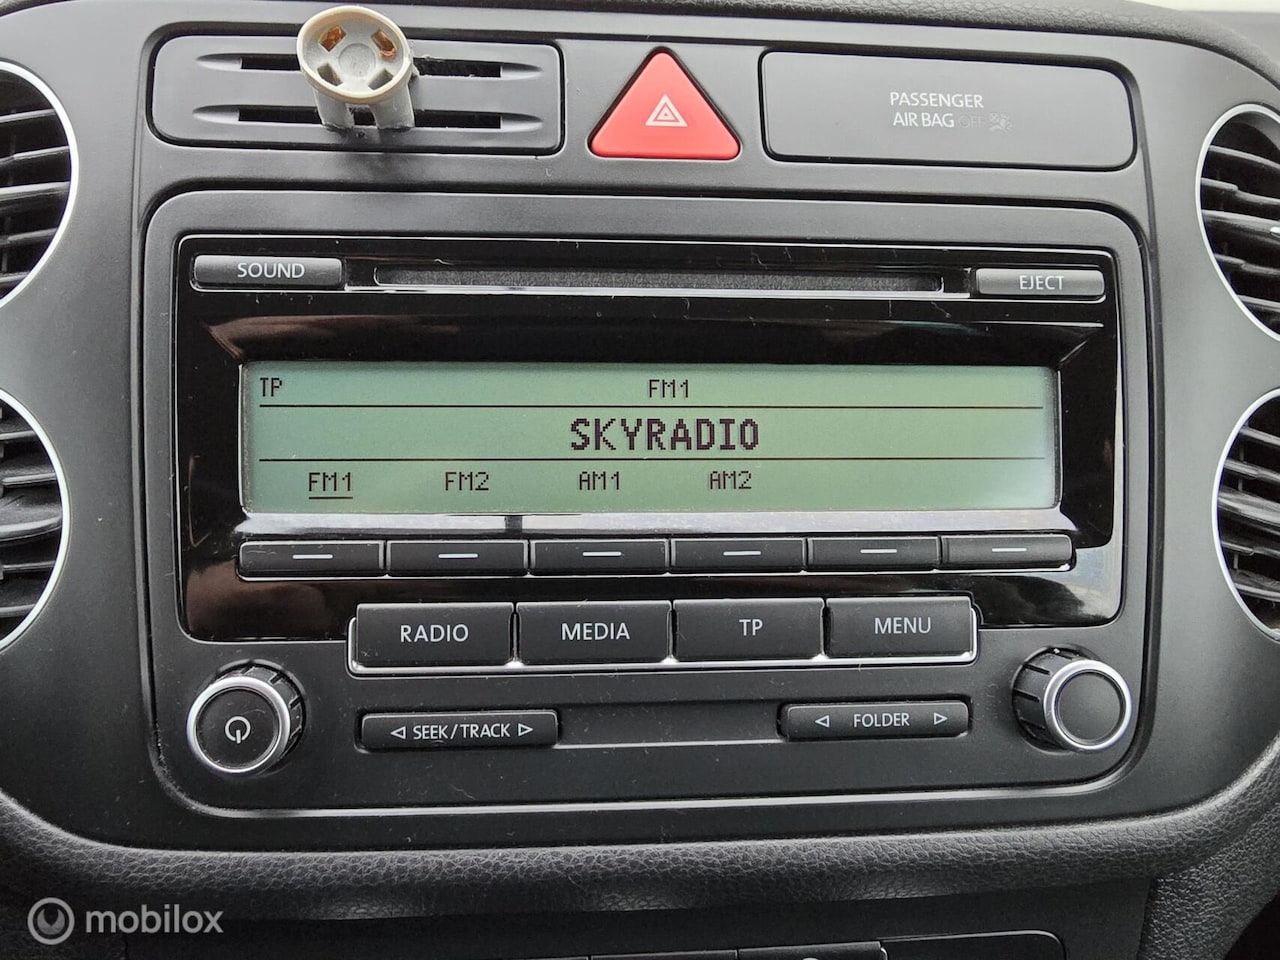 PASSENGER
AIR BAG OFF
SOUND
EJECT
TP FM1
SKYRADIO
FM1 FM2 AM1 AM2
RADIO MEDIA TP MENU
SEEK/TRACK
FOLDER
mobilox